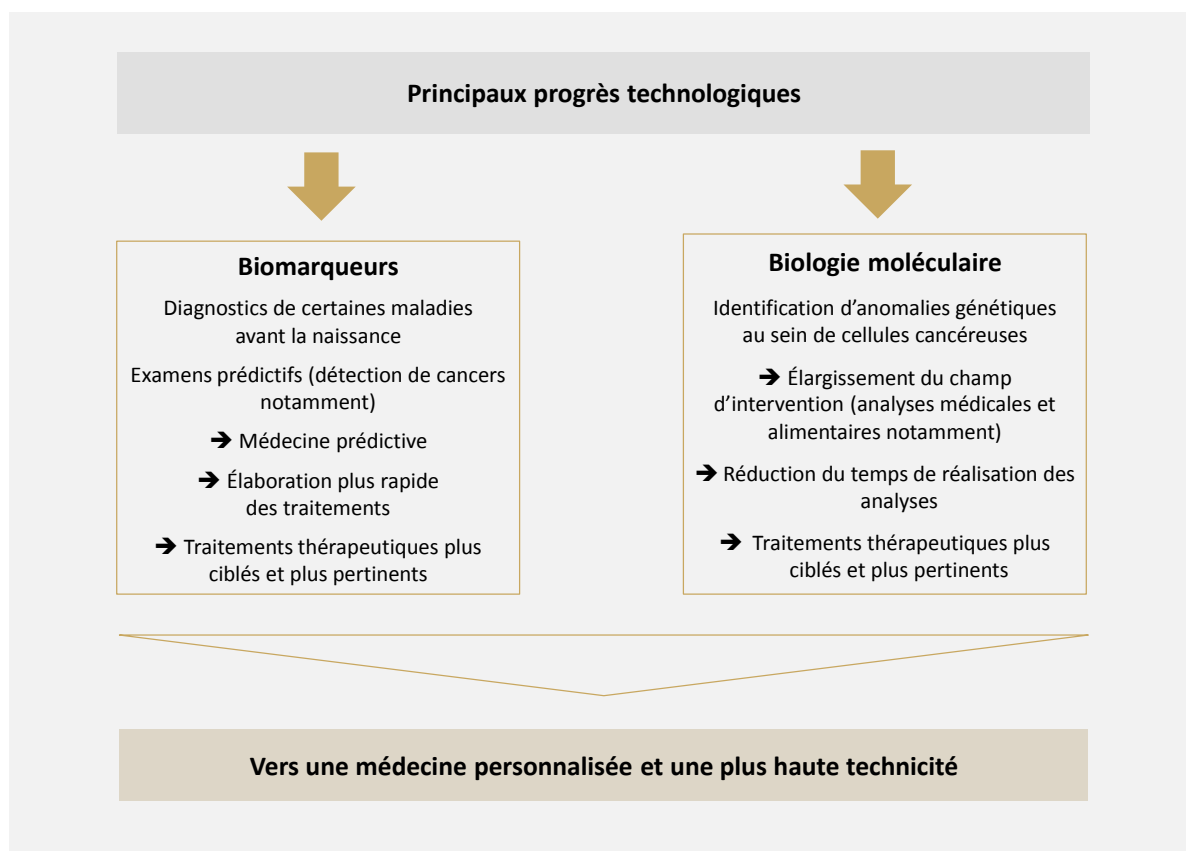 Principaux progrès technologiques
Biomarqueurs
Diagnostics de certaines maladies
avant la naissance
Examens prédictifs (détection de cancers
notamment)
➔ Médecine prédictive
➔ Élaboration plus rapide
des traitements
➔ Traitements thérapeutiques plus
ciblés et plus pertinents
Biologie moléculaire
Identification d’anomalies génétiques
au sein de cellules cancéreuses
➔ Élargissement du champ
d’intervention (analyses médicales et
alimentaires notamment)
➔ Réduction du temps de réalisation des
analyses
➔ Traitements thérapeutiques plus
ciblés et plus pertinents
Vers une médecine personnalisée et une plus haute technicité